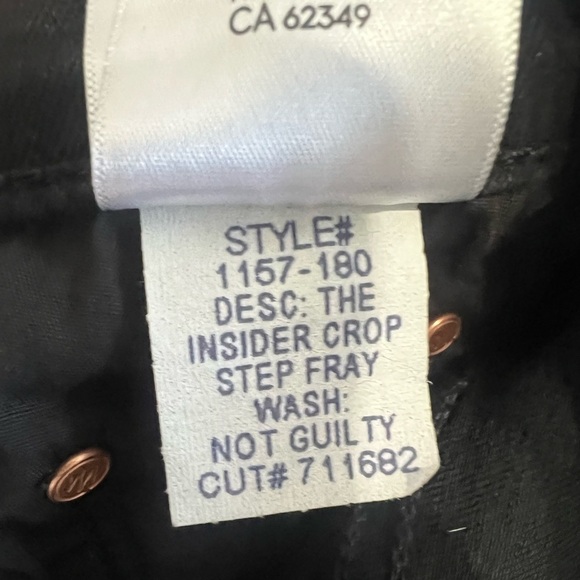 CA 62349
STYLE#
1157-180
DESC: THE
INSIDER CROP
STEP FRAY
WASH:
NOT GUILTY
CUT# 711682
M